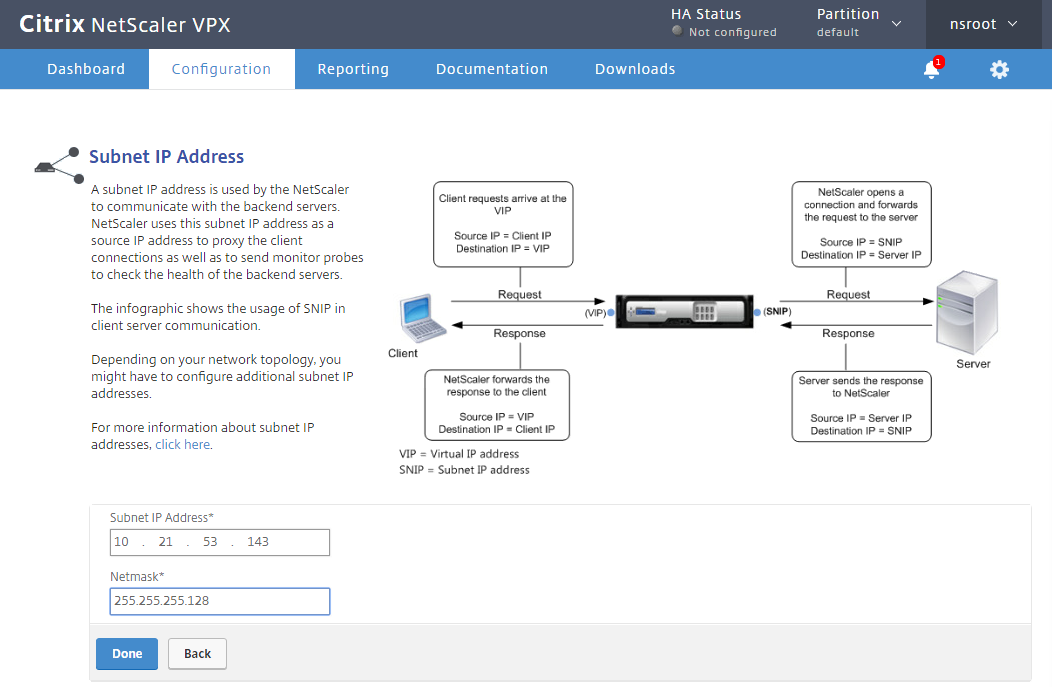 Citrix NetScaler VPX
HA Status
Not configured
Partition
default
nsroot
Dashboard
Configuration
Reporting
Documentation
Downloads
1
Subnet IP Address
A subnet IP address is used by the NetScaler
to communicate with the backend servers.
NetScaler uses this subnet IP address as a
source IP address to proxy the client
connections as well as to send monitor probes
to check the health of the backend servers.
The infographic shows the usage of SNIP in
client server communication.
Depending on your network topology, you
might have to configure additional subnet IP
addresses.
For more information about subnet IP
addresses, click here.
Client requests arrive at the
VIP
Source IP = Client IP
Destination IP = VIP
NetScaler opens a
connection and forwards
the request to the server
Source IP = SNIP
Destination IP = Server IP
Request
Request
(VIP)
(SNIP)
Response
Response
Client
Server
NetScaler forwards the
response to the client
Source IP = VIP
Destination IP = Client IP
Server sends the response
to NetScaler
Source IP = Server IP
Destination IP = SNIP
VIP = Virtual IP address
SNIP = Subnet IP address
Subnet IP Address*
10 . 21 . 53 . 143
Netmask*
255.255.255.128
Done
Back